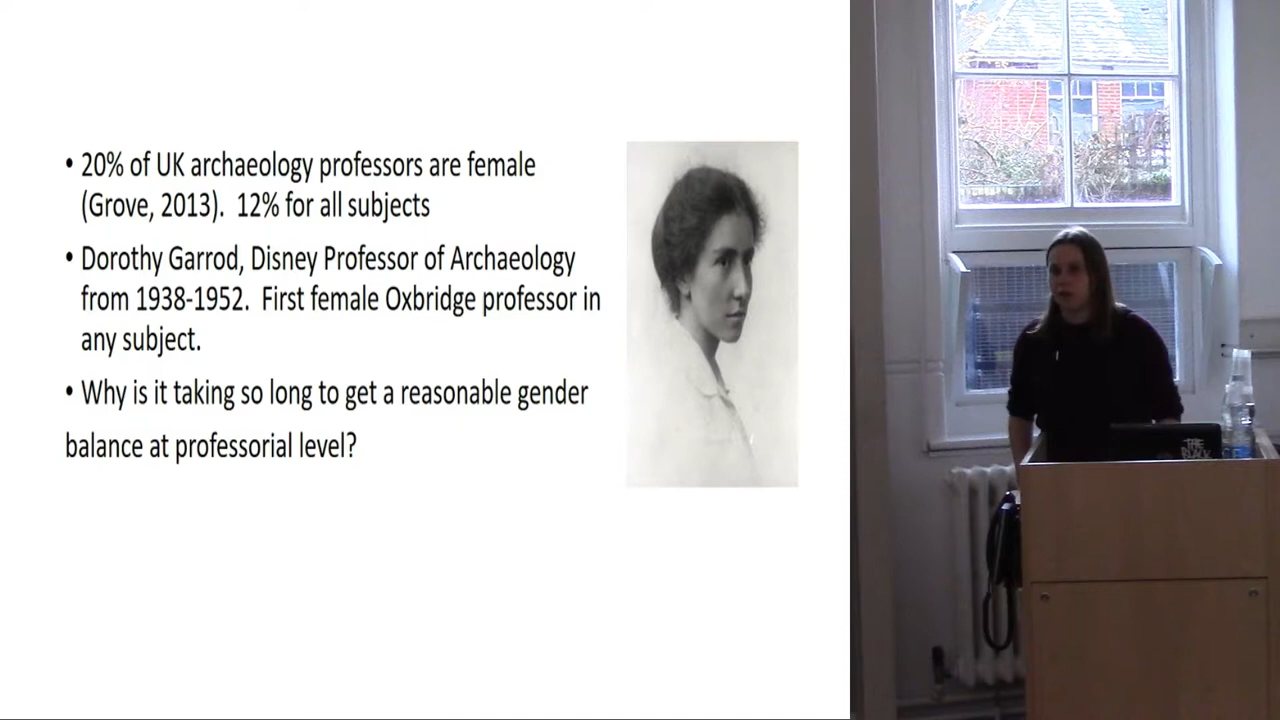 • 20% of UK archaeology professors are female
(Grove, 2013).  12% for all subjects
• Dorothy Garrod, Disney Professor of Archaeology
from 1938-1952.  First female Oxbridge professor in
any subject.
• Why is it taking so long to get a reasonable gender
balance at professorial level?
THE
BLACK